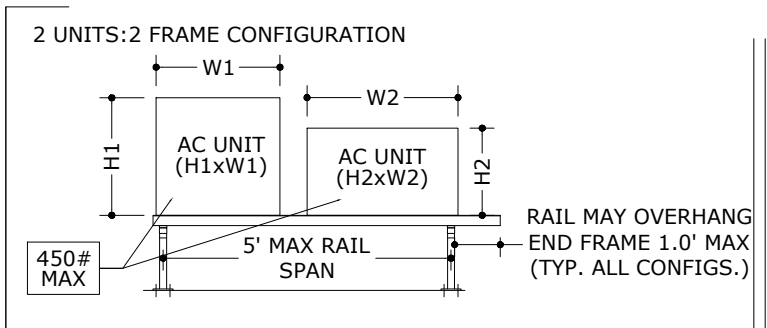 2 UNITS:2 FRAME CONFIGURATION
W1
W2
H1
AC UNIT
(H1xW1)
AC UNIT
(H2xW2)
H2
450#
MAX
5' MAX RAIL
SPAN
RAIL MAY OVERHANG
END FRAME 1.0' MAX
(TYP. ALL CONFIGS.)